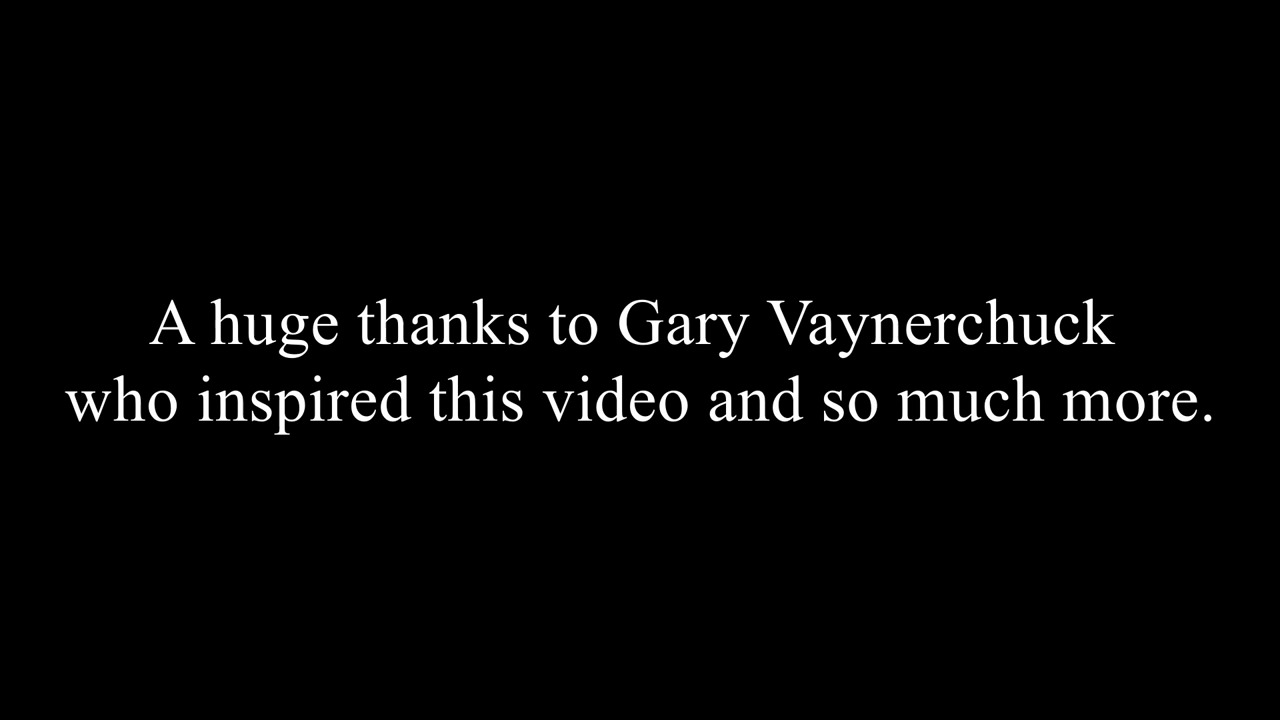 A huge thanks to Gary Vaynerchuck
who inspired this video and so much more.